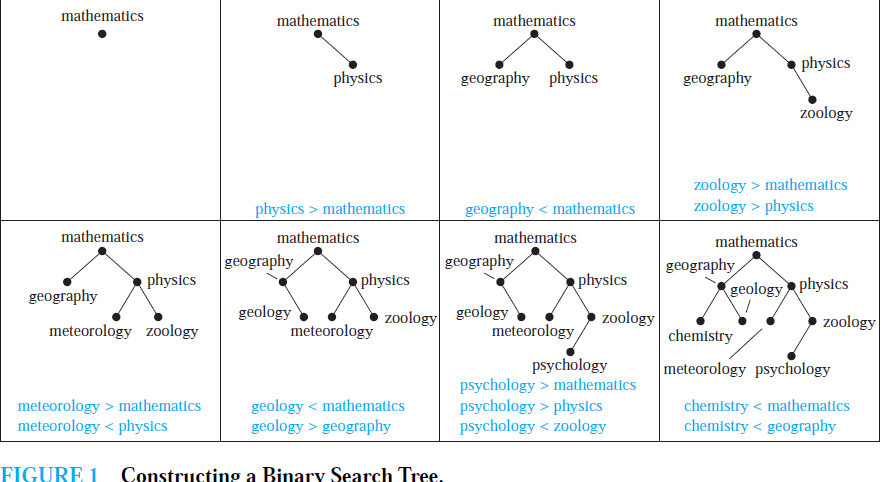 mathematics
mathematics
physics
physics > mathematics
mathematics
geography physics
geography < mathematics
mathematics
geography physics
zoology
zoology > mathematics
zoology > physics
mathematics
geography physics
meteorology zoology
meteorology > mathematics
meteorology < physics
mathematics
geography
physics
geology zoology
meteorology
geology < mathematics
geology > geography
mathematics
geography
physics
geology zoology
meteorology
psychology
psychology > mathematics
psychology > physics
psychology < zoology
mathematics
geography
geology physics
zoology
chemistry
meteorology psychology
chemistry < mathematics
chemistry < geography
FIGURE 1 Constructing a Binary Search Tree.